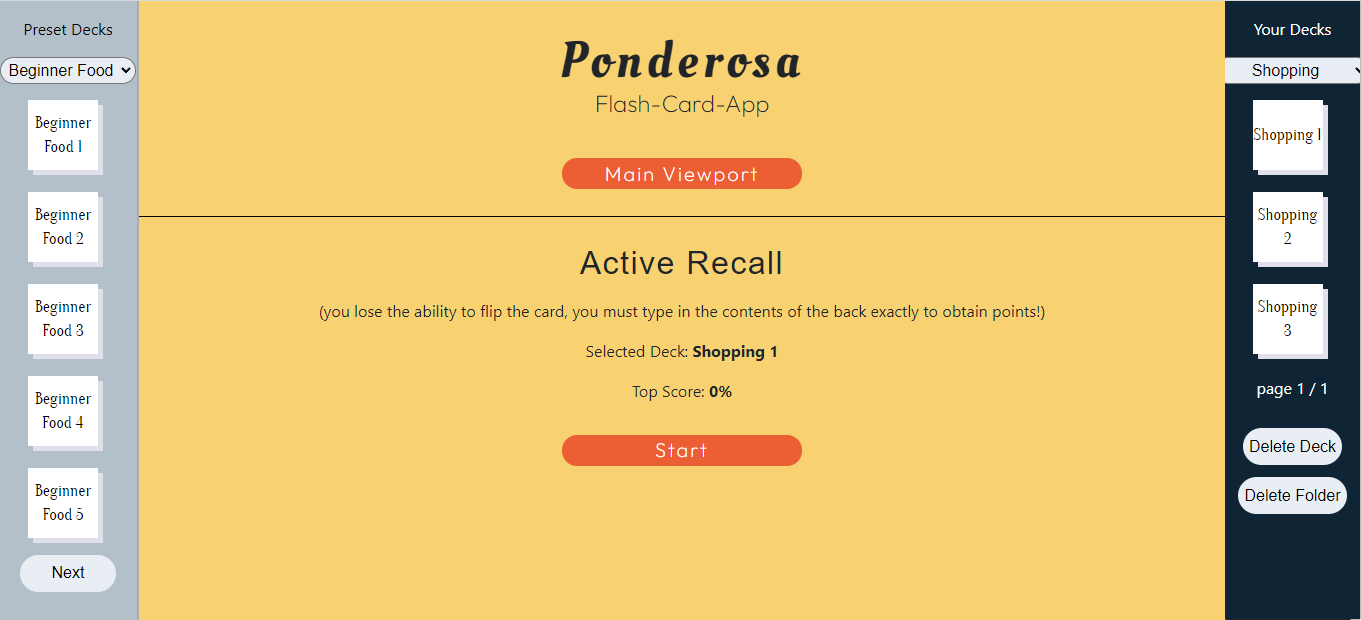 Preset Decks
Beginner Food
Beginner
Food 1
Beginner
Food 2
Beginner
Food 3
Beginner
Food 4
Beginner
Food 5
Next
Ponderosa
Flash-Card-App
Main Viewport
Active Recall
(you lose the ability to flip the card, you must type in the contents of the back exactly to obtain points!)
Selected Deck: Shopping 1
Top Score: 0%
Start
Your Decks
Shopping
Shopping 1
Shopping
2
Shopping
3
page 1 / 1
Delete Deck
Delete Folder